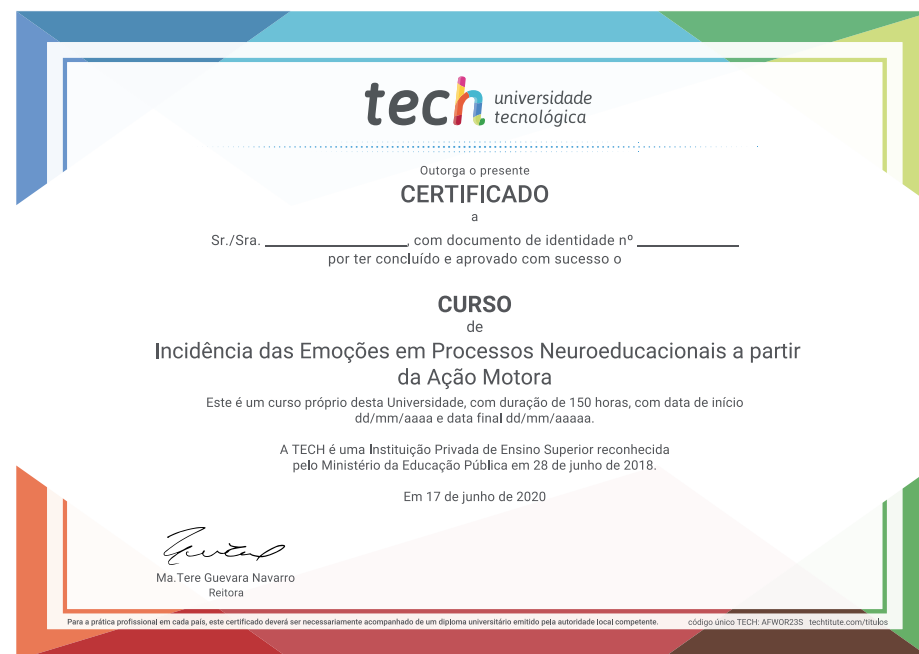 tech universidade
tecnológica
Outorga o presente
CERTIFICADO
a
Sr./Sra. ____________, com documento de identidade nº ____________
por ter concluído e aprovado com sucesso o
CURSO
de
Incidência das Emoções em Processos Neuroeducacionais a partir
da Ação Motora
Este é um curso próprio desta Universidade, com duração de 150 horas, com data de início
dd/mm/aaaa e data final dd/mm/aaaaa.
A TECH é uma Instituição Privada de Ensino Superior reconhecida
pelo Ministério da Educação Pública em 28 de junho de 2018.
Em 17 de junho de 2020
Ma.Tere Guevara Navarro
Reitora
Para a prática profissional em cada país, este certificado deverá ser necessariamente acompanhado de um diploma universitário emitido pela autoridade local competente. código único TECH: AFWOR23S techtitute.com/titulos